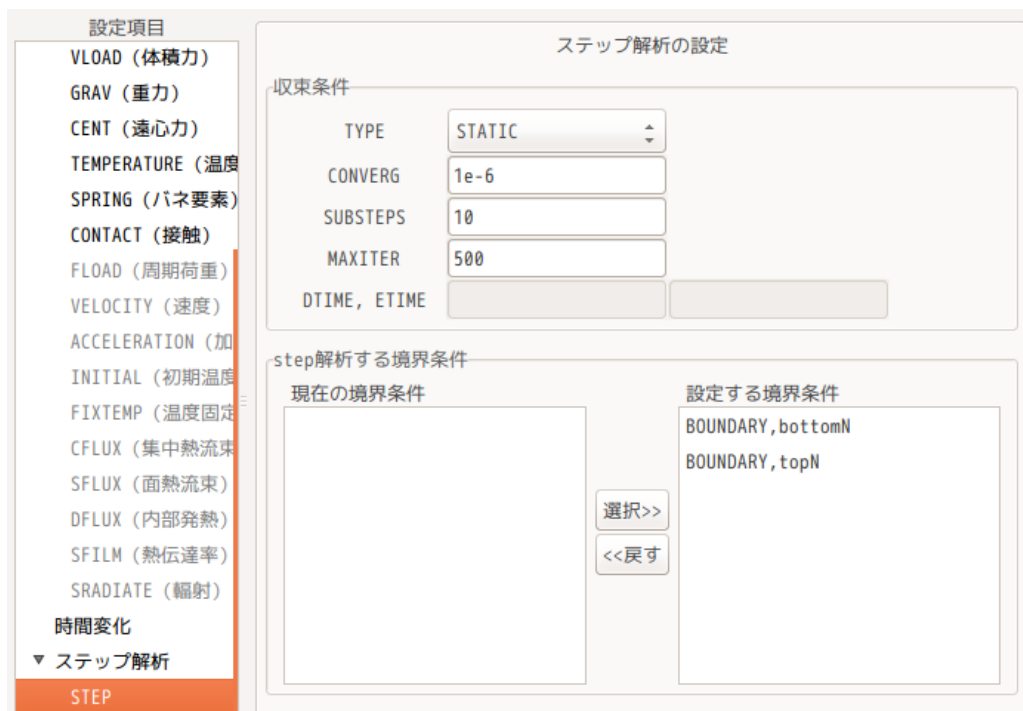 設定項目
VLOAD (体積力)
GRAV (重力)
CENT (遠心力)
TEMPERATURE (温度
SPRING (バネ要素)
CONTACT (接触)
FLOAD (周期荷重)
VELOCITY (速度)
ACCELERATION (加
INITIAL (初期温度
FIXTEMP (温度固定
CFLUX (集中熱流束
SFLUX (面熱流束)
DFLUX (内部発熱)
SFILM (熱伝達率)
SRADIATE (輻射)
時間変化
ステップ解析
STEP
ステップ解析の設定
収束条件
TYPE STATIC
CONVERG 1e-6
SUBSTEPS 10
MAXITER 500
DTIME, ETIME
step解析する境界条件
現在の境界条件
選択>>
<<戻す
設定する境界条件
BOUNDARY,bottomN
BOUNDARY,topN